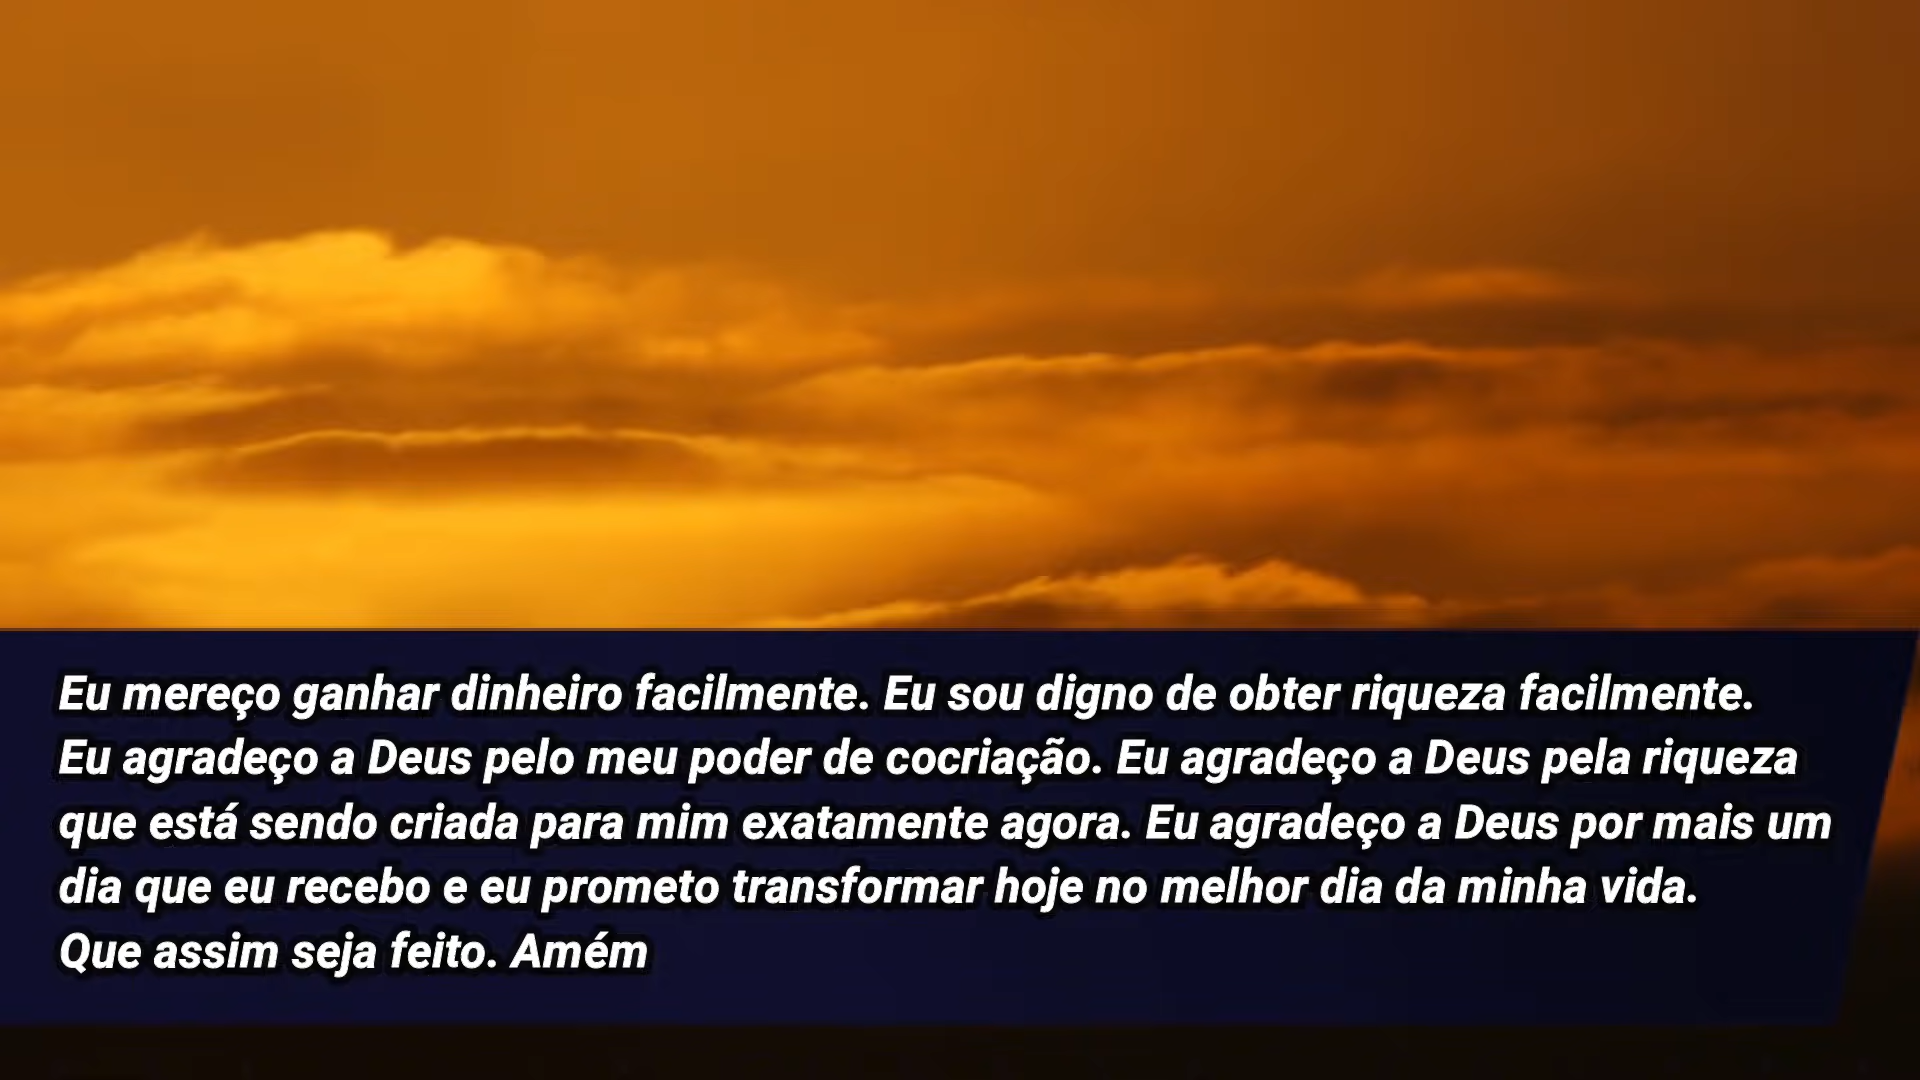 Eu mereço ganhar dinheiro facilmente. Eu sou digno de obter riqueza facilmente.
Eu agradeço a Deus pelo meu poder de cocriação. Eu agradeço a Deus pela riqueza
que está sendo criada para mim exatamente agora. Eu agradeço a Deus por mais um
dia que eu recebo e eu prometo transformar hoje no melhor dia da minha vida.
Que assim seja feito. Amém